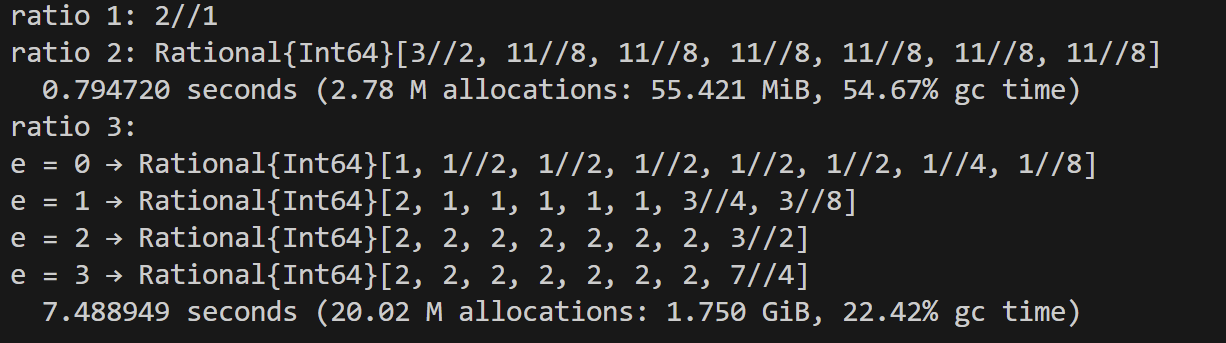 ratio 1: 2//1
ratio 2: Rational{Int64}[3//2, 11//8, 11//8, 11//8, 11//8, 11//8, 11//8]
  0.794720 seconds (2.78 M allocations: 55.421 MiB, 54.67% gc time)
ratio 3:
e = 0 → Rational{Int64}[1, 1//2, 1//2, 1//2, 1//2, 1//2, 1//4, 1//8]
e = 1 → Rational{Int64}[2, 1, 1, 1, 1, 1, 3//4, 3//8]
e = 2 → Rational{Int64}[2, 2, 2, 2, 2, 2, 2, 3//2]
e = 3 → Rational{Int64}[2, 2, 2, 2, 2, 2, 2, 7//4]
  7.488949 seconds (20.02 M allocations: 1.750 GiB, 22.42% gc time)